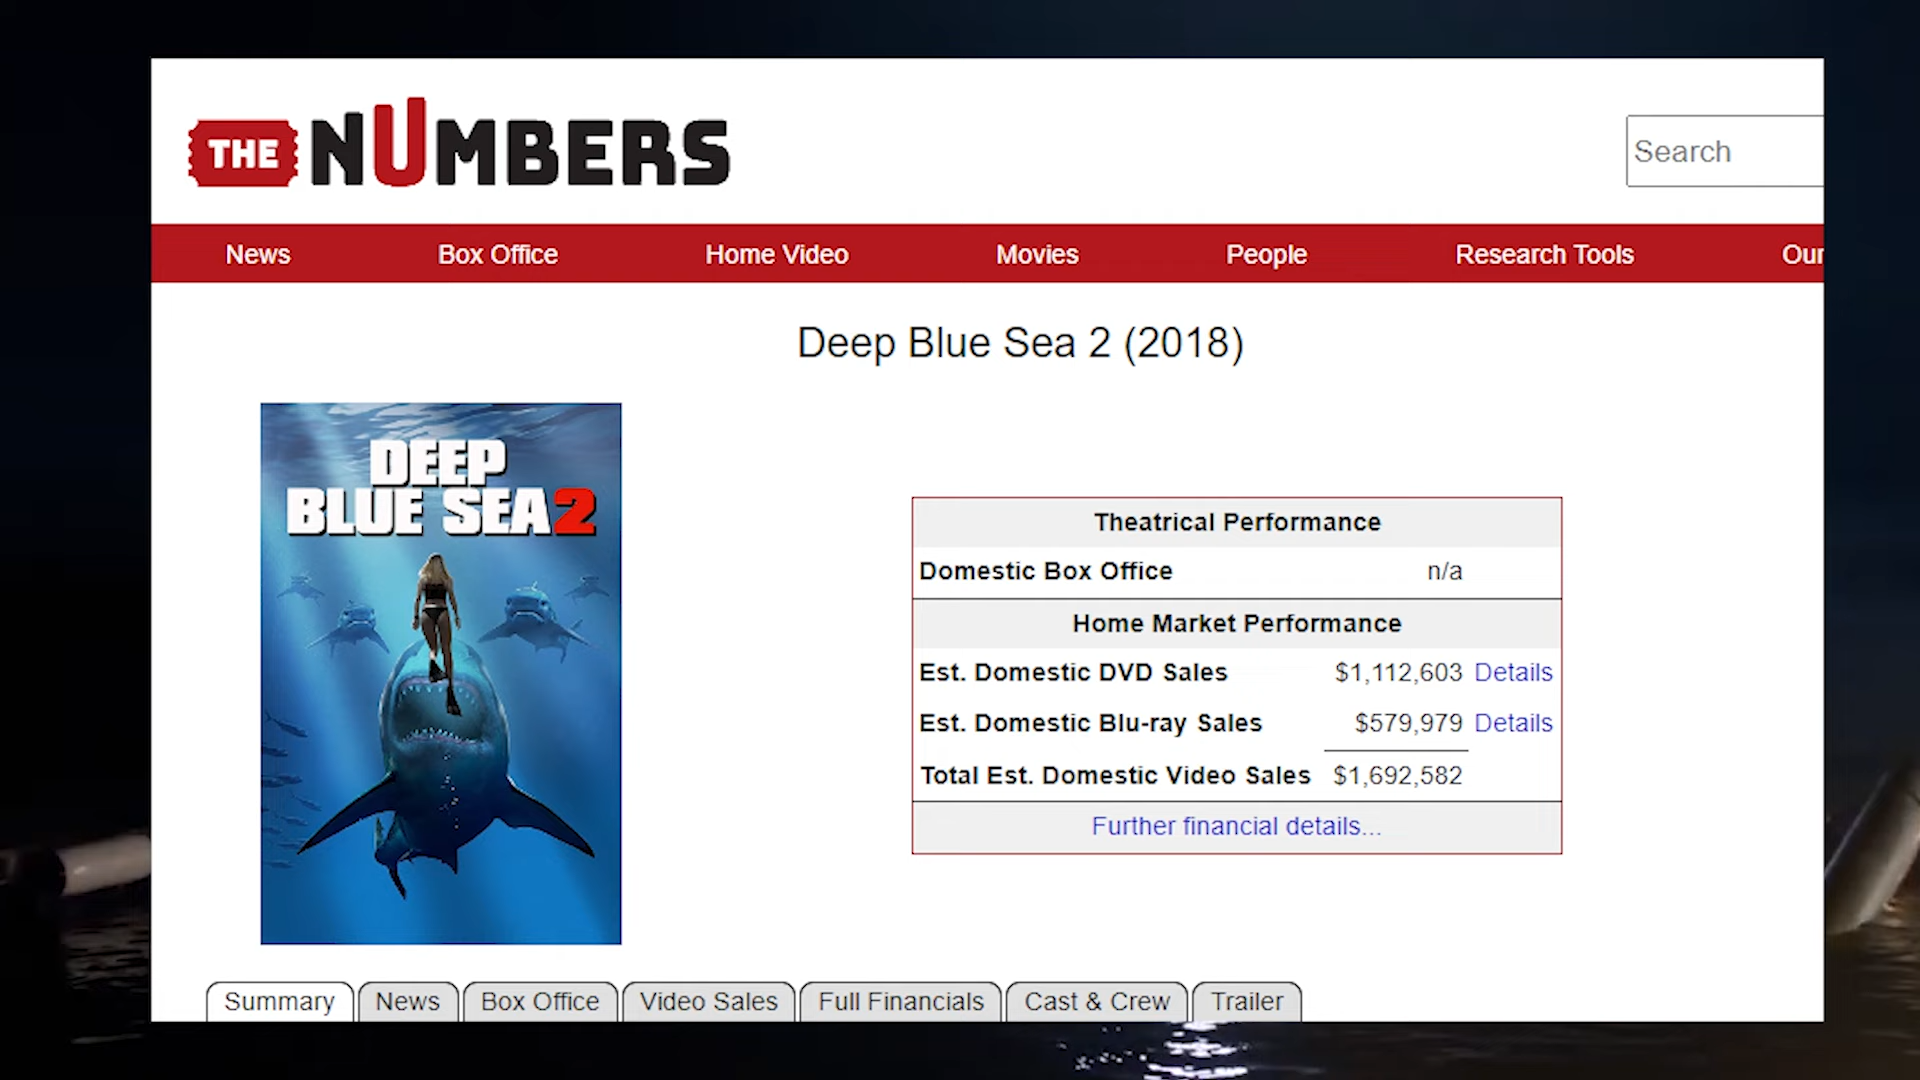 THE NUMBERS
Search
News Box Office Home Video Movies People Research Tools Our
Deep Blue Sea 2 (2018)
DEEP
BLUE SEA 2
Theatrical Performance
Domestic Box Office n/a
Home Market Performance
Est. Domestic DVD Sales $1,112,603 Details
Est. Domestic Blu-ray Sales $579,979 Details
Total Est. Domestic Video Sales $1,692,582
Further financial details...
Summary News Box Office Video Sales Full Financials Cast & Crew Trailer